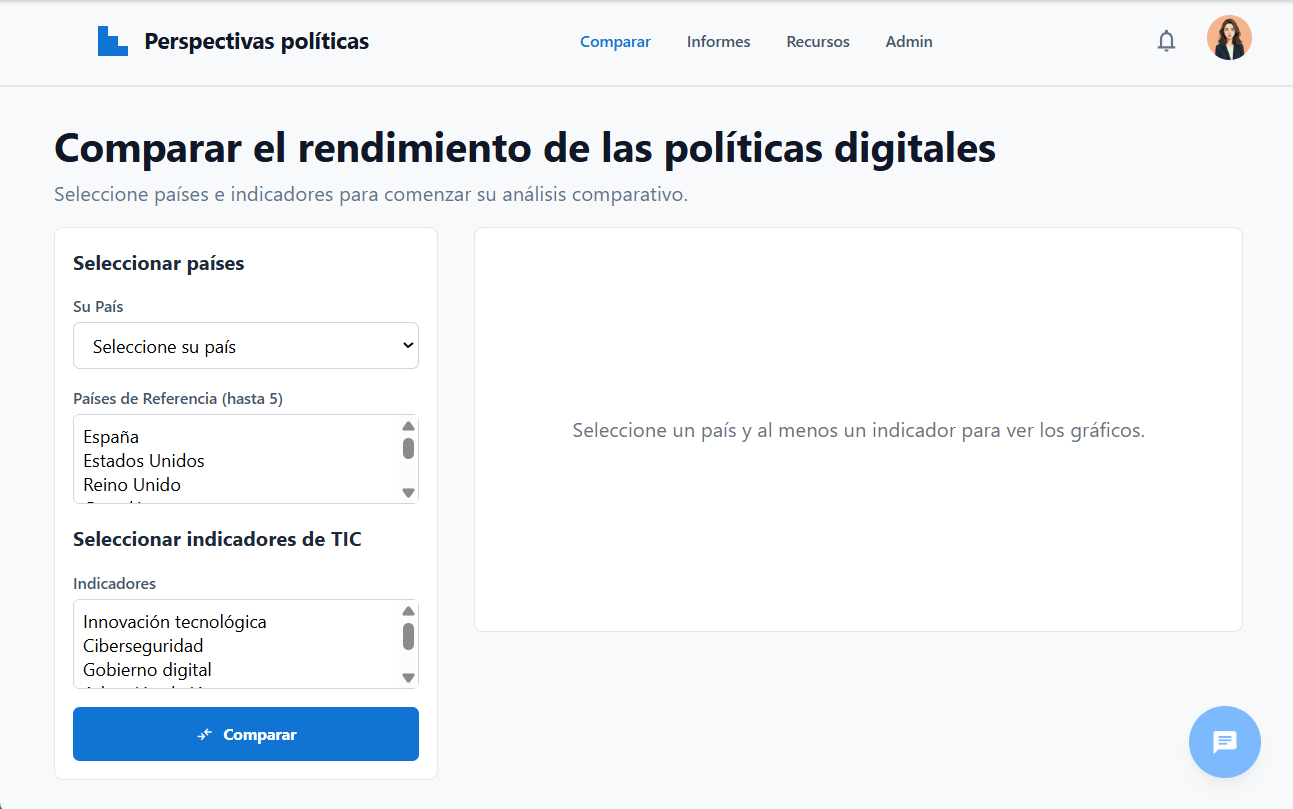 Perspectivas políticas
Comparar
Informes
Recursos
Admin
Comparar el rendimiento de las políticas digitales
Seleccione países e indicadores para comenzar su análisis comparativo.
Seleccionar países
Su País
Seleccione su país
Países de Referencia (hasta 5)
España
Estados Unidos
Reino Unido
Seleccionar indicadores de TIC
Indicadores
Innovación tecnológica
Ciberseguridad
Gobierno digital
Comparar
Seleccione un país y al menos un indicador para ver los gráficos.